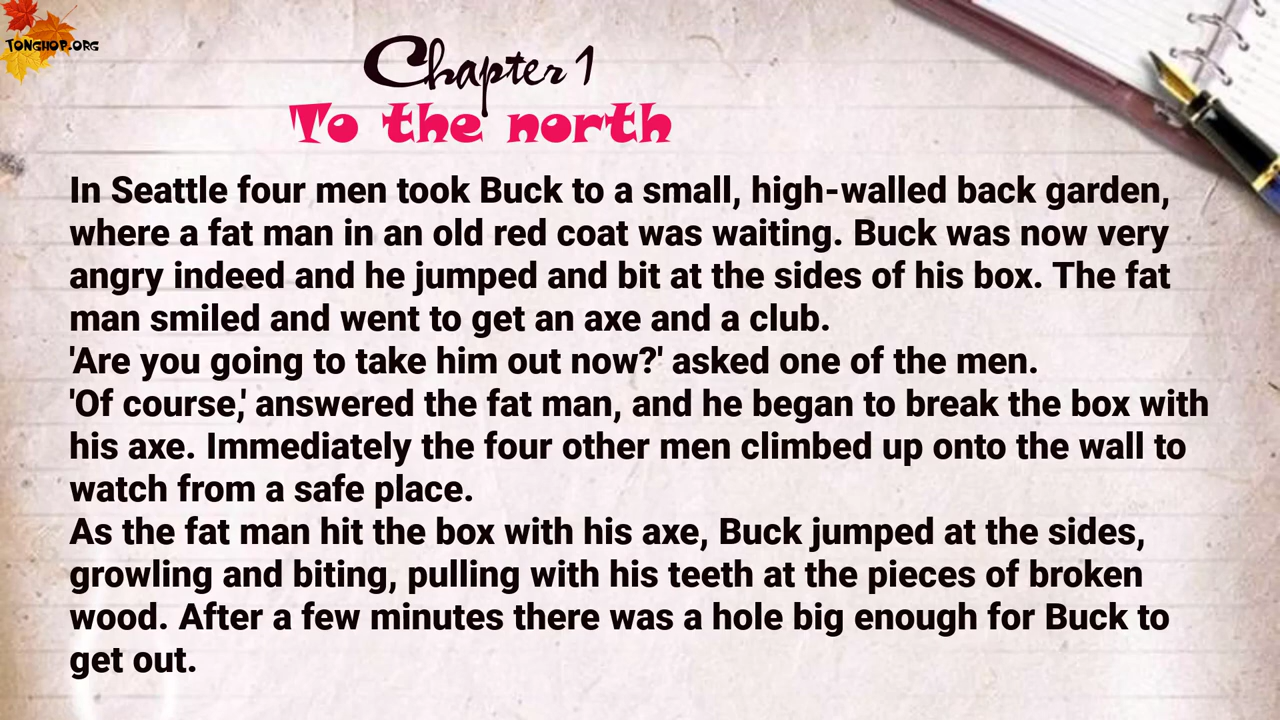 TONGHOP.ORG
Chapter 1
To the north
In Seattle four men took Buck to a small, high-walled back garden,
where a fat man in an old red coat was waiting. Buck was now very
angry indeed and he jumped and bit at the sides of his box. The fat
man smiled and went to get an axe and a club.
'Are you going to take him out now?' asked one of the men.
'Of course,' answered the fat man, and he began to break the box with
his axe. Immediately the four other men climbed up onto the wall to
watch from a safe place.
As the fat man hit the box with his axe, Buck jumped at the sides,
growling and biting, pulling with his teeth at the pieces of broken
wood. After a few minutes there was a hole big enough for Buck to
get out.